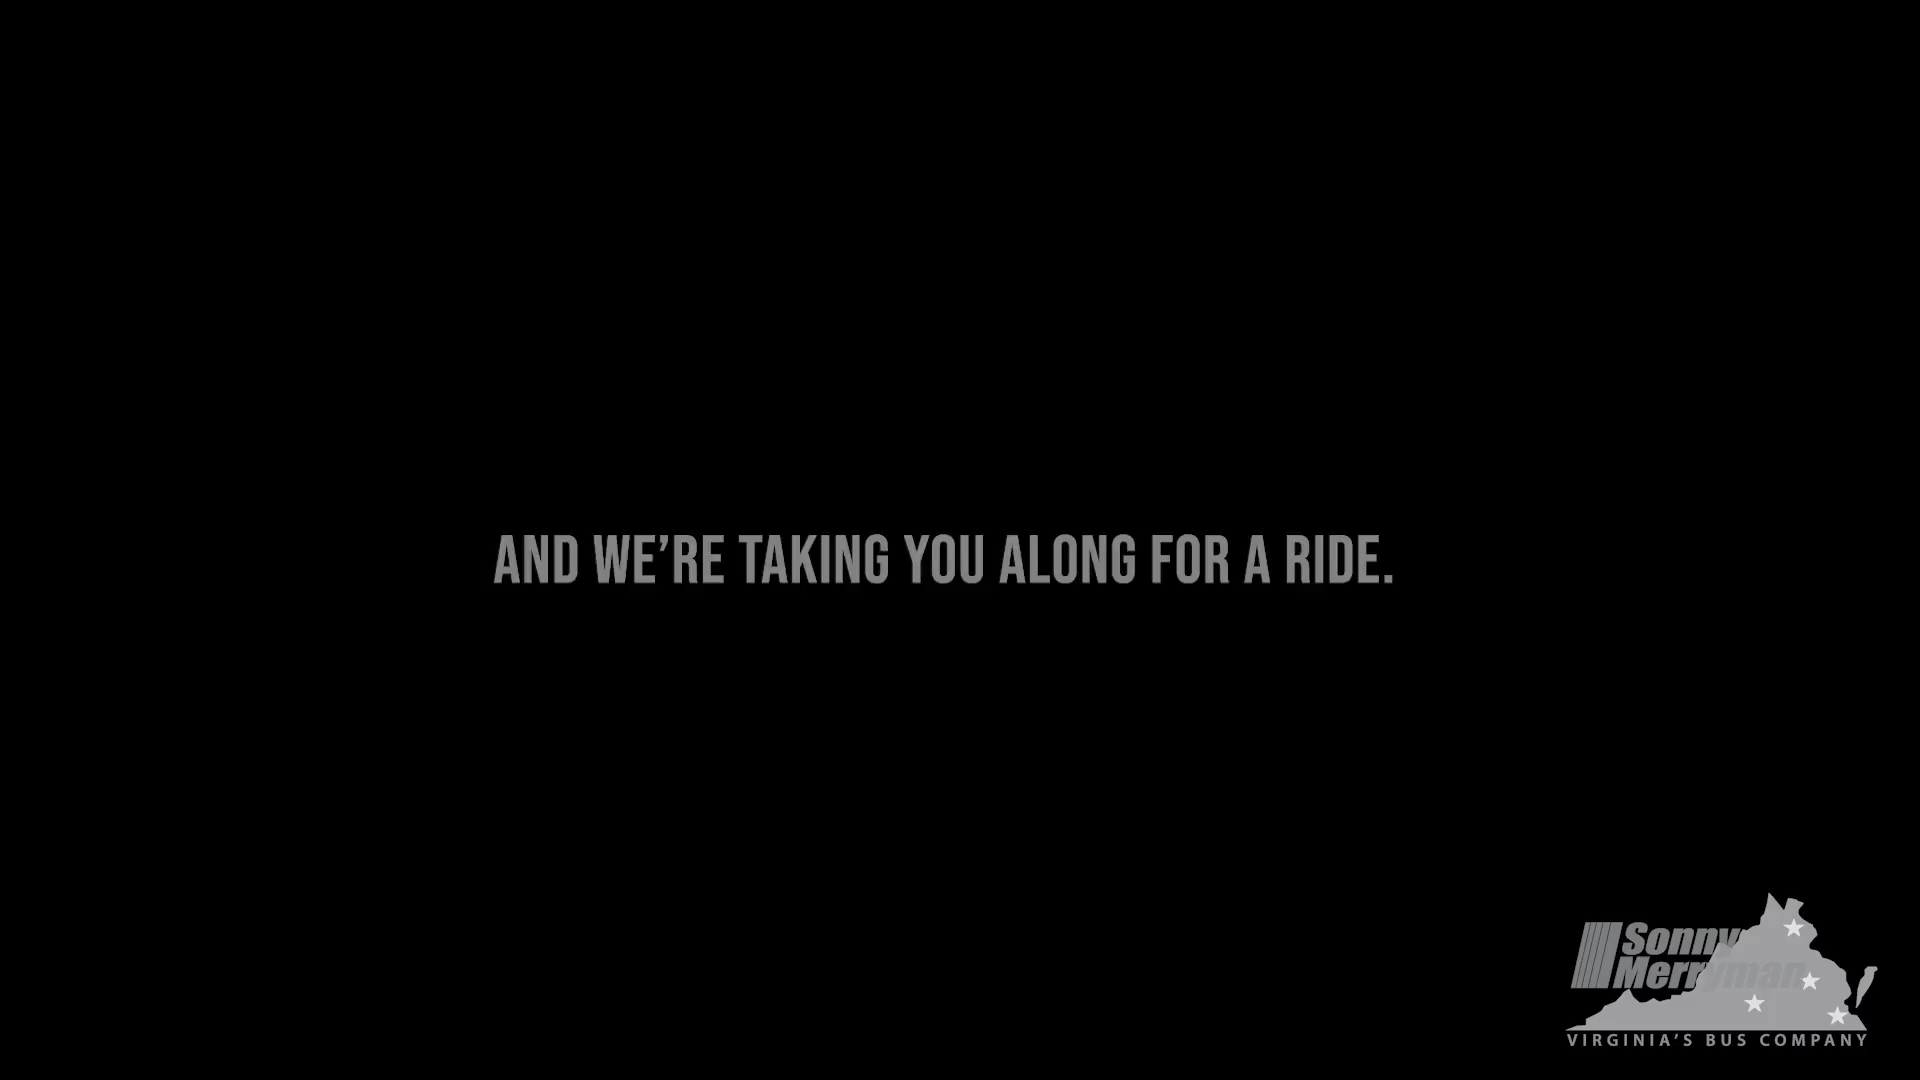 AND WE’RE TAKING YOU ALONG FOR A RIDE.
Sonny
Merryman
VIRGINIA’S BUS COMPANY